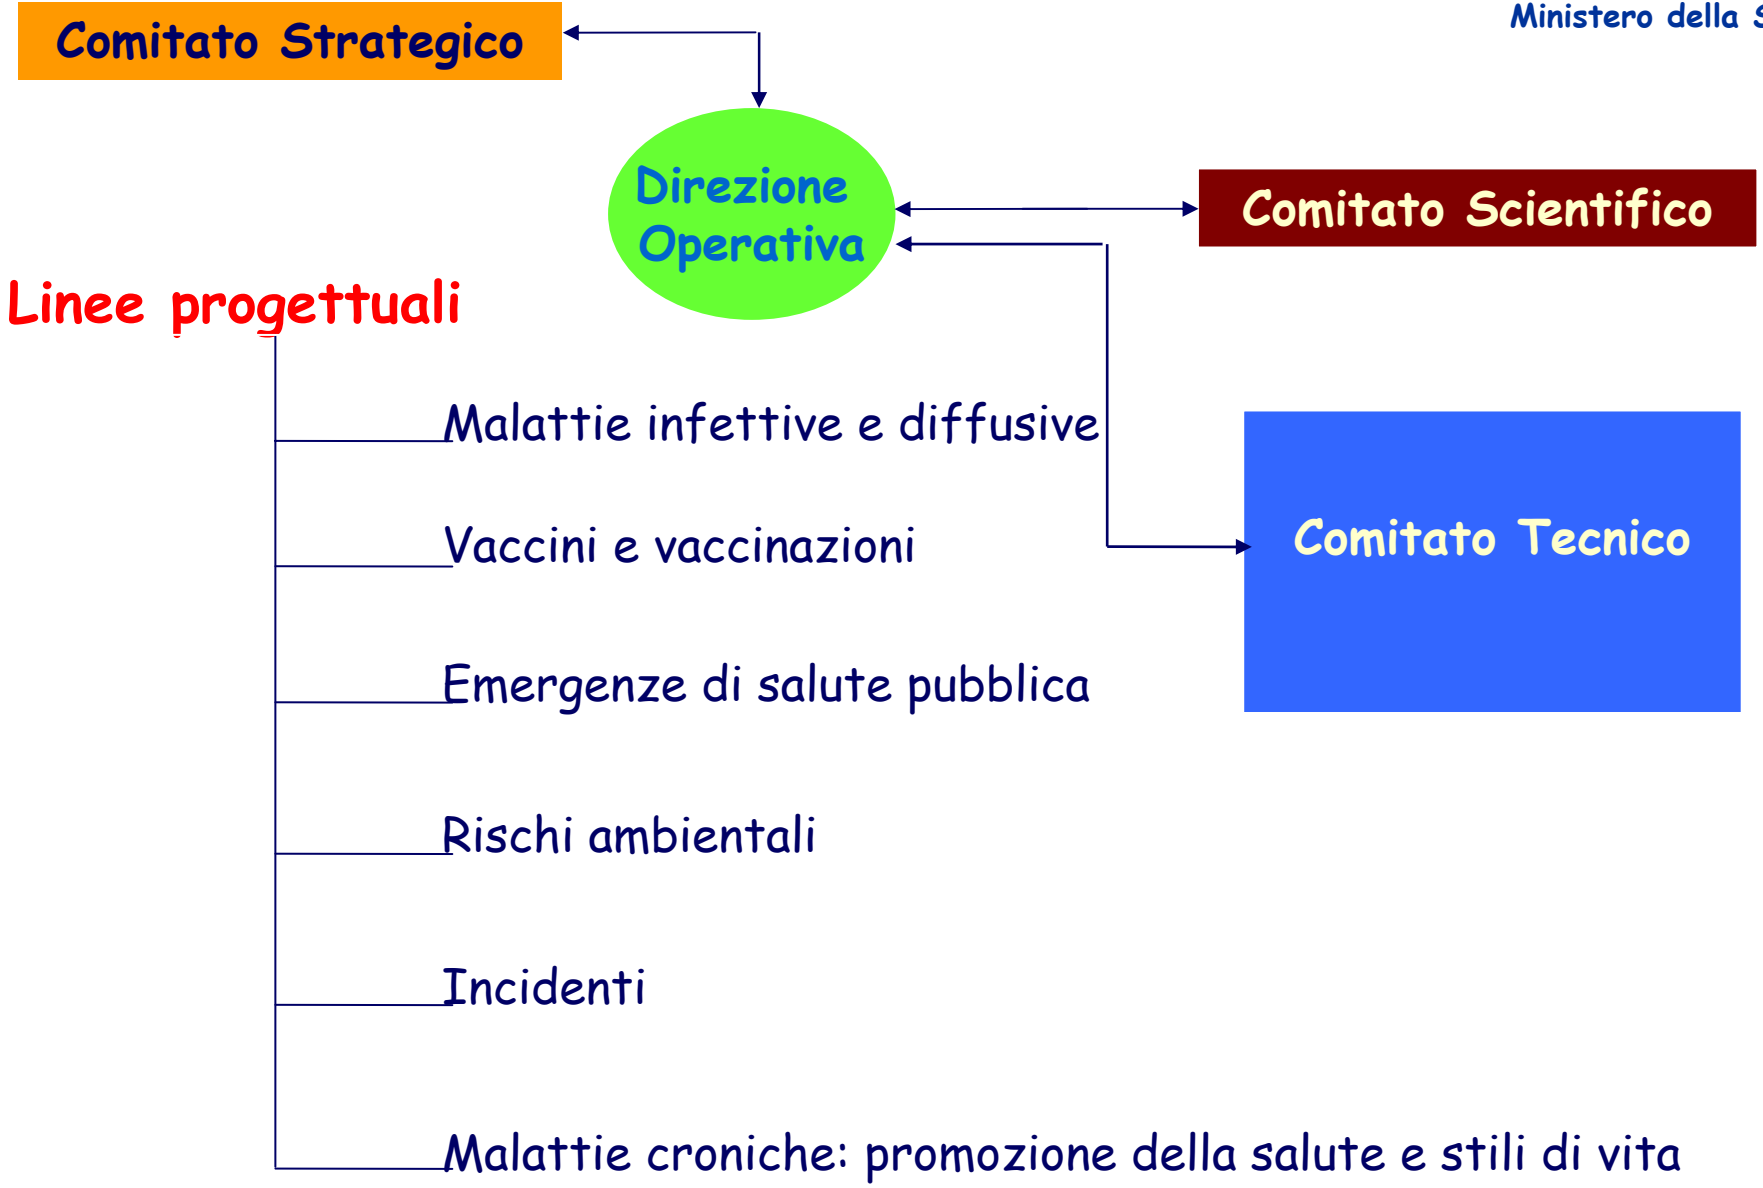 Ministero della
Comitato Strategico
Direzione
Operativa
Comitato Scientifico
Linee progettuali
Malattie infettive e diffusive
Vaccini e vaccinazioni
Comitato Tecnico
Emergenze di salute pubblica
Rischi ambientali
Incidenti
Malattie croniche: promozione della salute e stili di vita